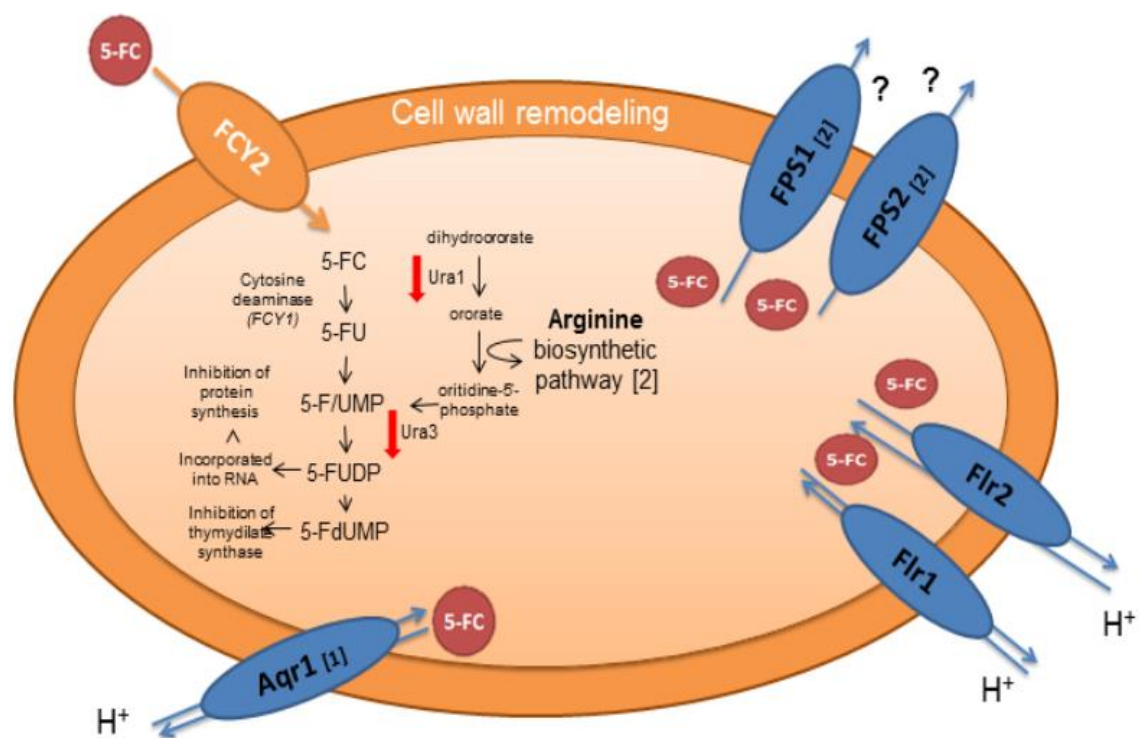 5-FC
FCY2
Cell wall remodeling
FPS1 [2]
?
FPS2 [2]
?
5-FC
5-FC
5-FC
Cytosine
deaminase
(FCY1)
5-FU
Inhibition of
protein
synthesis
5-F/UMP
Incorporated
into RNA
5-FUDP
Inhibition of
thymydilate
synthase
5-FdUMP
dihydroororate
Ura1
ororate
Arginine
biosynthetic
pathway [2]
oritidine-5'-
phosphate
Ura3
5-FC
Flr2
H+
5-FC
Flr1
H+
5-FC
Aqr1 [1]
H+